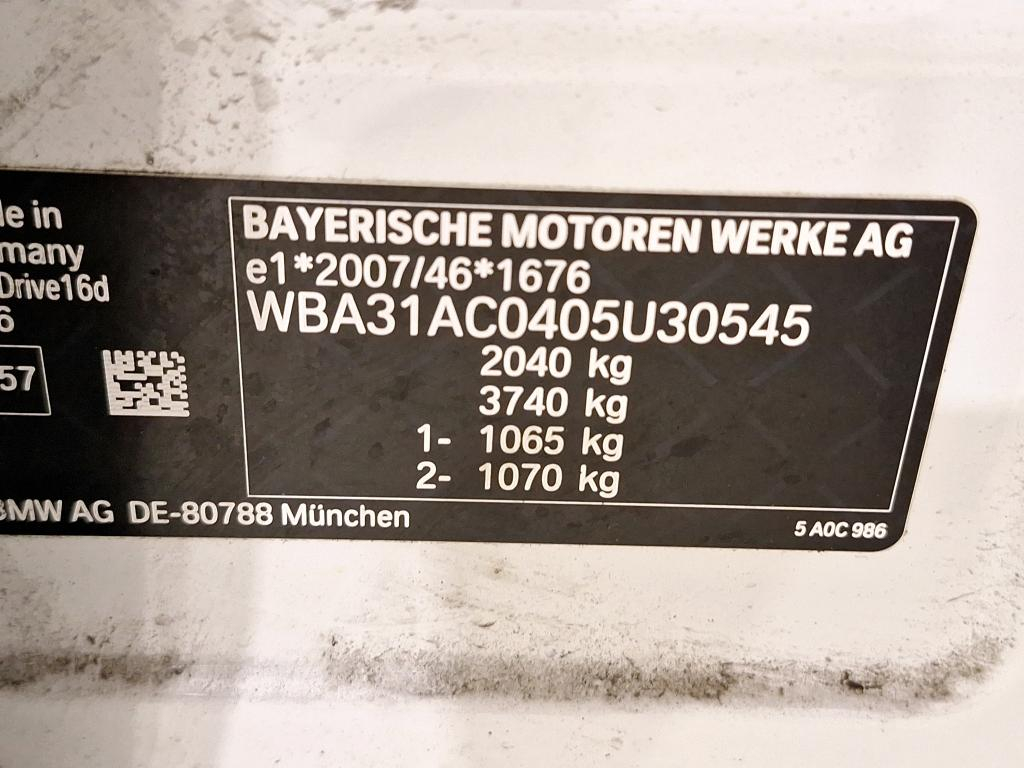 de in
many
Drive16d
6
57
BMW AG DE-80788 München
BAYERISCHE MOTOREN WERKE AG
e1*2007/46*1676
WBA31AC0405U30545
2040 kg
3740 kg
1- 1065 kg
2- 1070 kg
5 A0C 986